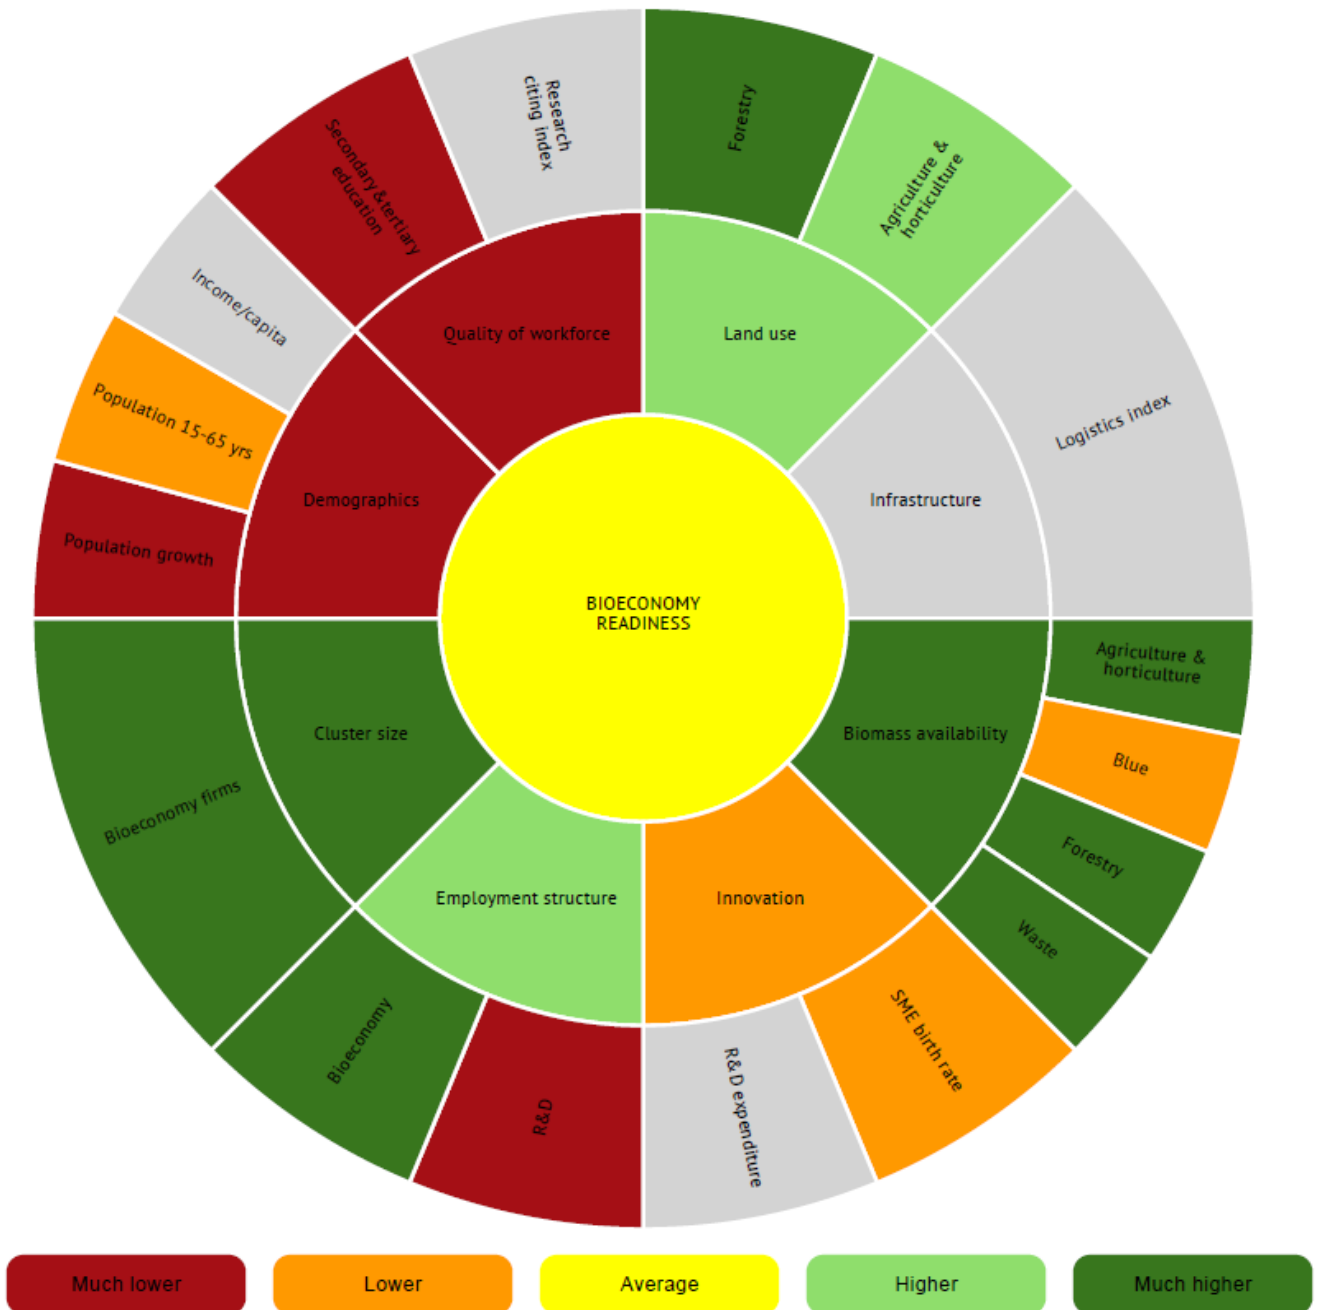 Research
citing index
Forestry
Secondary&tertiary
education
Agriculture &
horticulture
Income/capita
Quality of workforce
Land use
Population 15-65 yrs
Logistics index
Demographics
Infrastructure
Population growth
BIOECONOMY
READINESS
Agriculture &
horticulture
Cluster size
Biomass availability
Blue
Bioeconomy firms
Forestry
Employment structure
Innovation
Waste
Bioeconomy
SME birth rate
R&D
R&D expenditure
Much lower
Lower
Average
Higher
Much higher